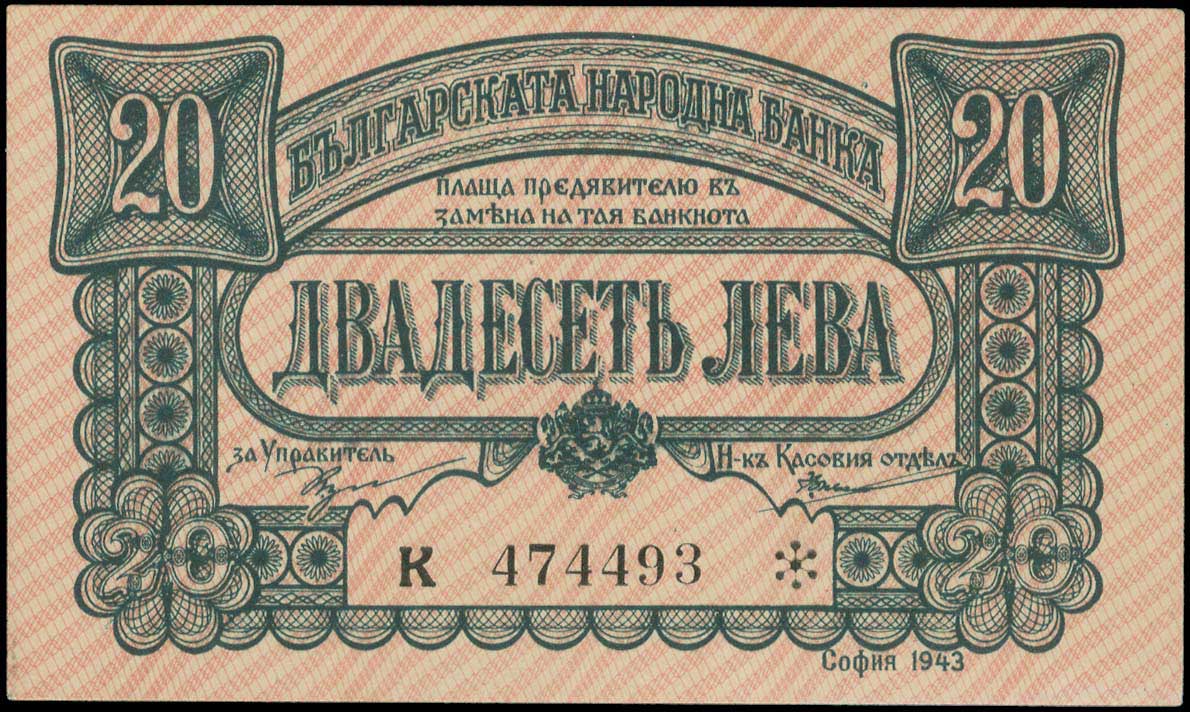 20 20
БЪЛГАРСКАТА НАРОДНА БАНКА
ПЛАЩА ПРЕДЯВИТЕЛЮ ВЪ
ЗАМѢНА НА ТАЯ БАНКНОТА
ДВАДЕСЕТЬ ЛЕВА
за Управитель
Н-къ Касовия отдѣлъ
К 474493
20 20
София 1943